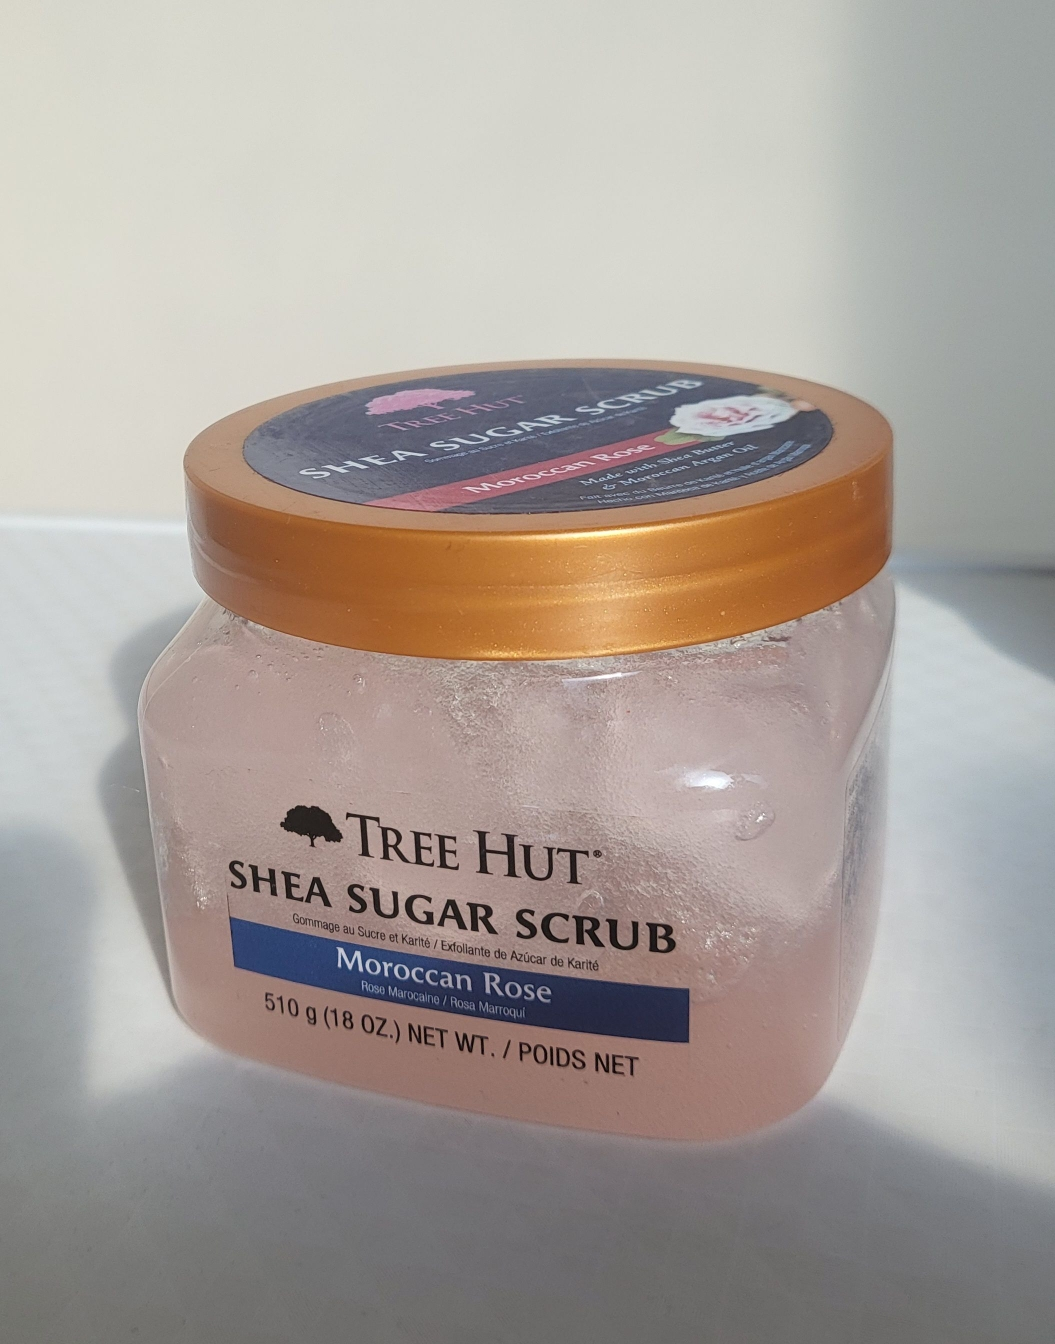 TREE HUT
SHEA SUGAR SCRUB
Moroccan Rose
Made with Shea Butter
& Moroccan Argan Oil
TREE HUT®
SHEA SUGAR SCRUB
Gommage au Sucre et Karité / Exfoliante de Azúcar de Karité
Moroccan Rose
Rose Marocaine / Rosa Marroquí
510 g (18 OZ.) NET WT. / POIDS NET